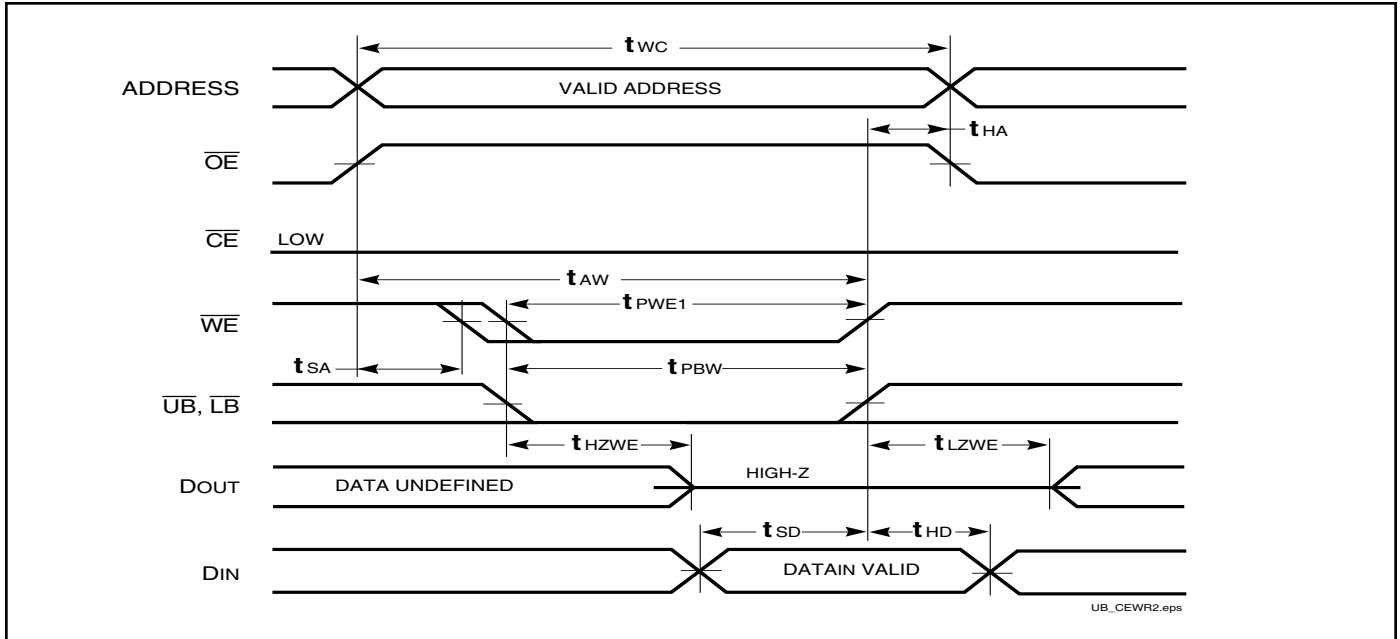 tWC
ADDRESS VALID ADDRESS
tHA
OE
CE LOW
tAW
tPWE1
WE
tSA tPBW
UB, LB
tHZWE tLZWE
DOUT DATA UNDEFINED HIGH-Z
tSD tHD
DIN DATAIN VALID
UB_CEWR2.eps